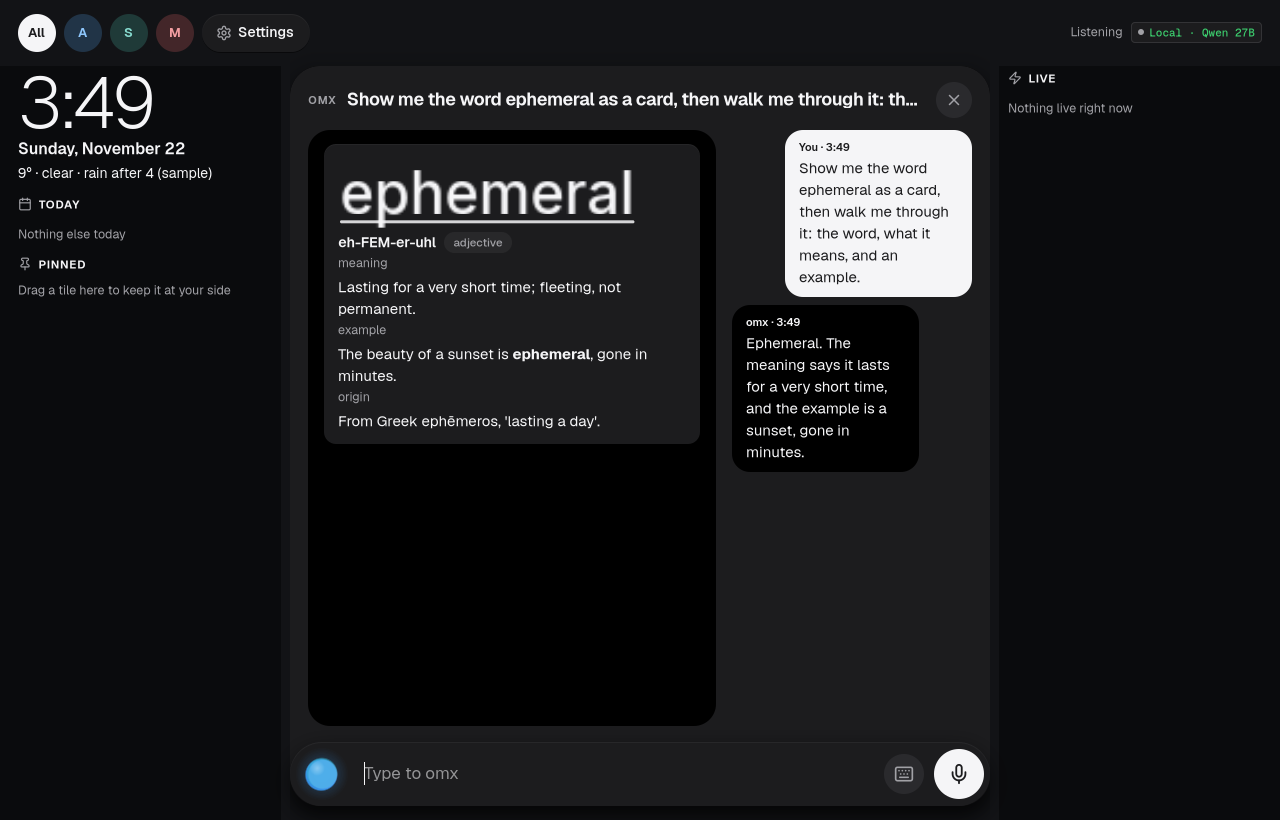 All
A
S
M
Settings
Listening
Local · Qwen 27B
3:49
Sunday, November 22
9° · clear · rain after 4 (sample)
TODAY
Nothing else today
PINNED
Drag a tile here to keep it at your side
OMX
Show me the word ephemeral as a card, then walk me through it: th…
ephemeral
eh-FEM-er-uhl
adjective
meaning
Lasting for a very short time; fleeting, not
permanent.
example
The beauty of a sunset is ephemeral, gone in
minutes.
origin
From Greek ephēmeros, 'lasting a day'.
You · 3:49
Show me the word
ephemeral as a card,
then walk me through
it: the word, what it
means, and an
example.
omx · 3:49
Ephemeral. The
meaning says it lasts
for a very short time,
and the example is a
sunset, gone in
minutes.
Type to omx
LIVE
Nothing live right now